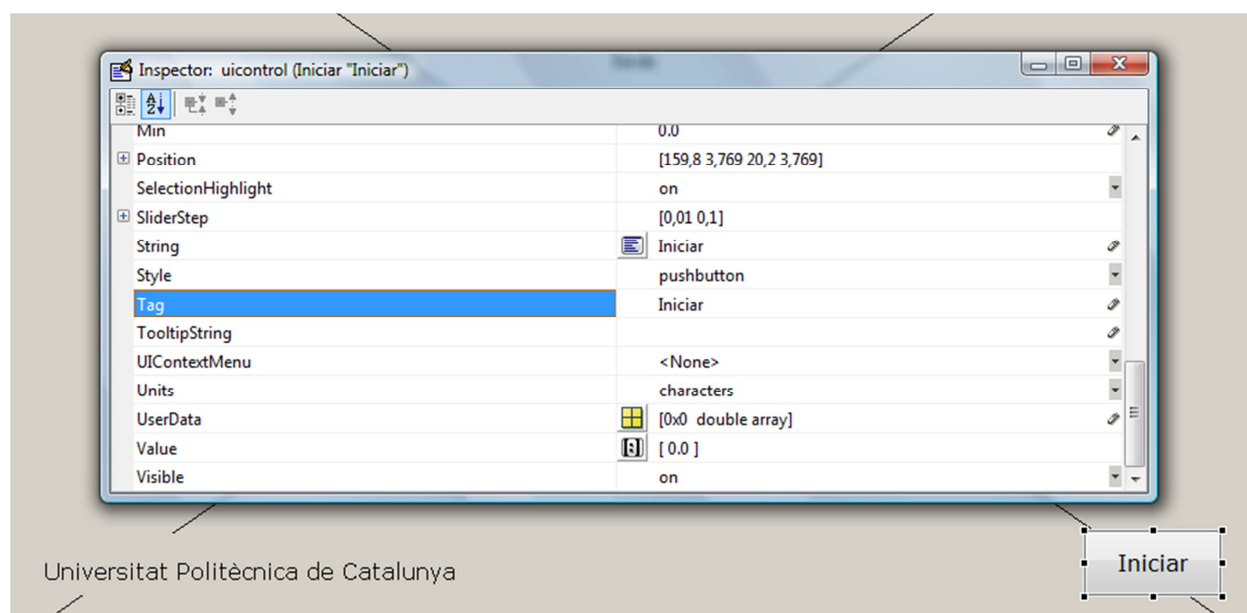 Inspector: uicontrol (Iniciar "Iniciar")
Min 0.0
Position [159,8 3,769 20,2 3,769]
SelectionHighlight on
SliderStep [0,01 0,1]
String Iniciar
Style pushbutton
Tag Iniciar
TooltipString
UIContextMenu <None>
Units characters
UserData [0x0 double array]
Value [ 0.0 ]
Visible on
Universitat Politècnica de Catalunya
Iniciar